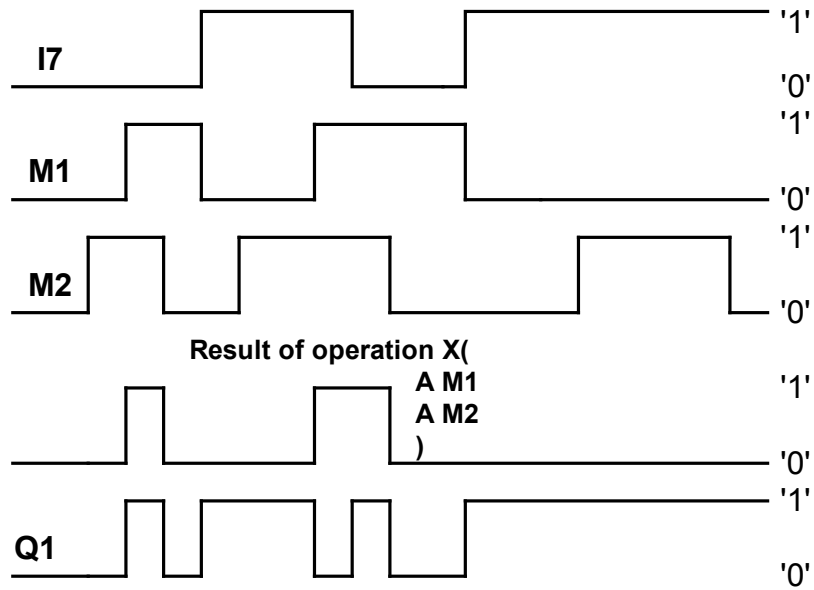 '1'
I7
'0'
'1'
M1
'0'
'1'
M2
'0'
Result of operation X(
A M1
A M2
)
'1'
'0'
'1'
Q1
'0'